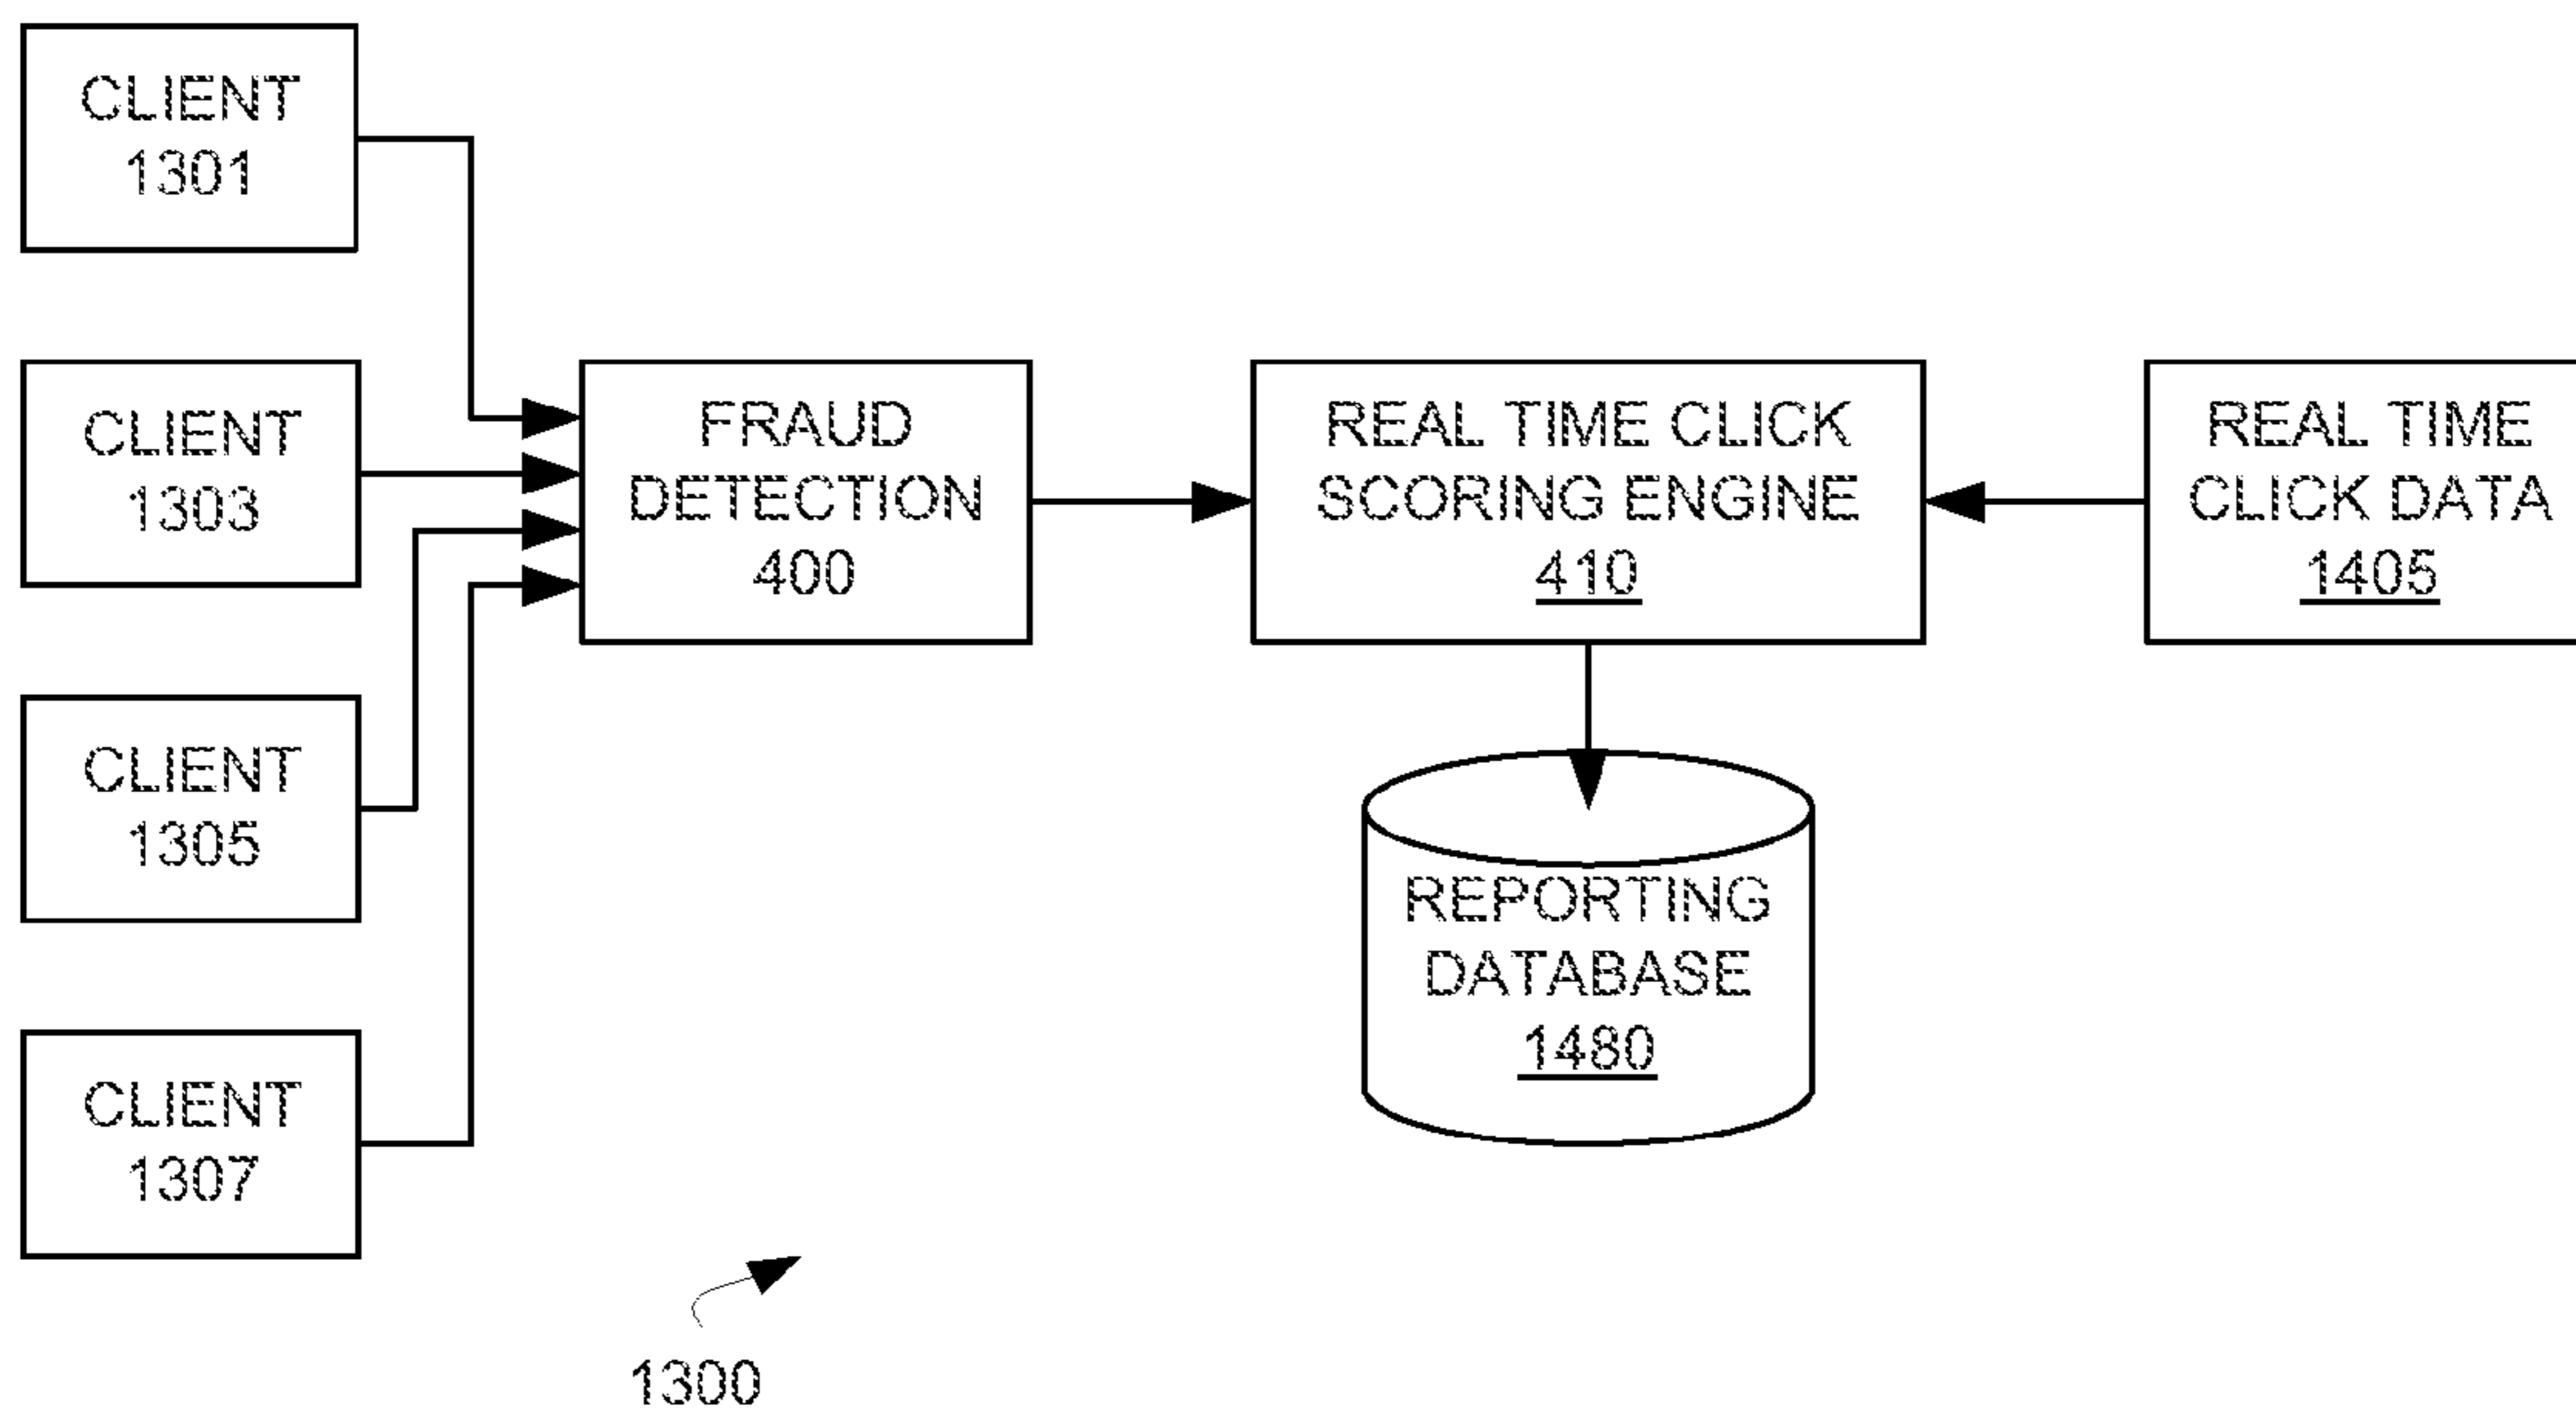 CLIENT
1301
CLIENT
1303
CLIENT
1305
CLIENT
1307
FRAUD
DETECTION
400
REAL TIME CLICK
SCORING ENGINE
410
REAL TIME
CLICK DATA
1405
REPORTING
DATABASE
1480
1300